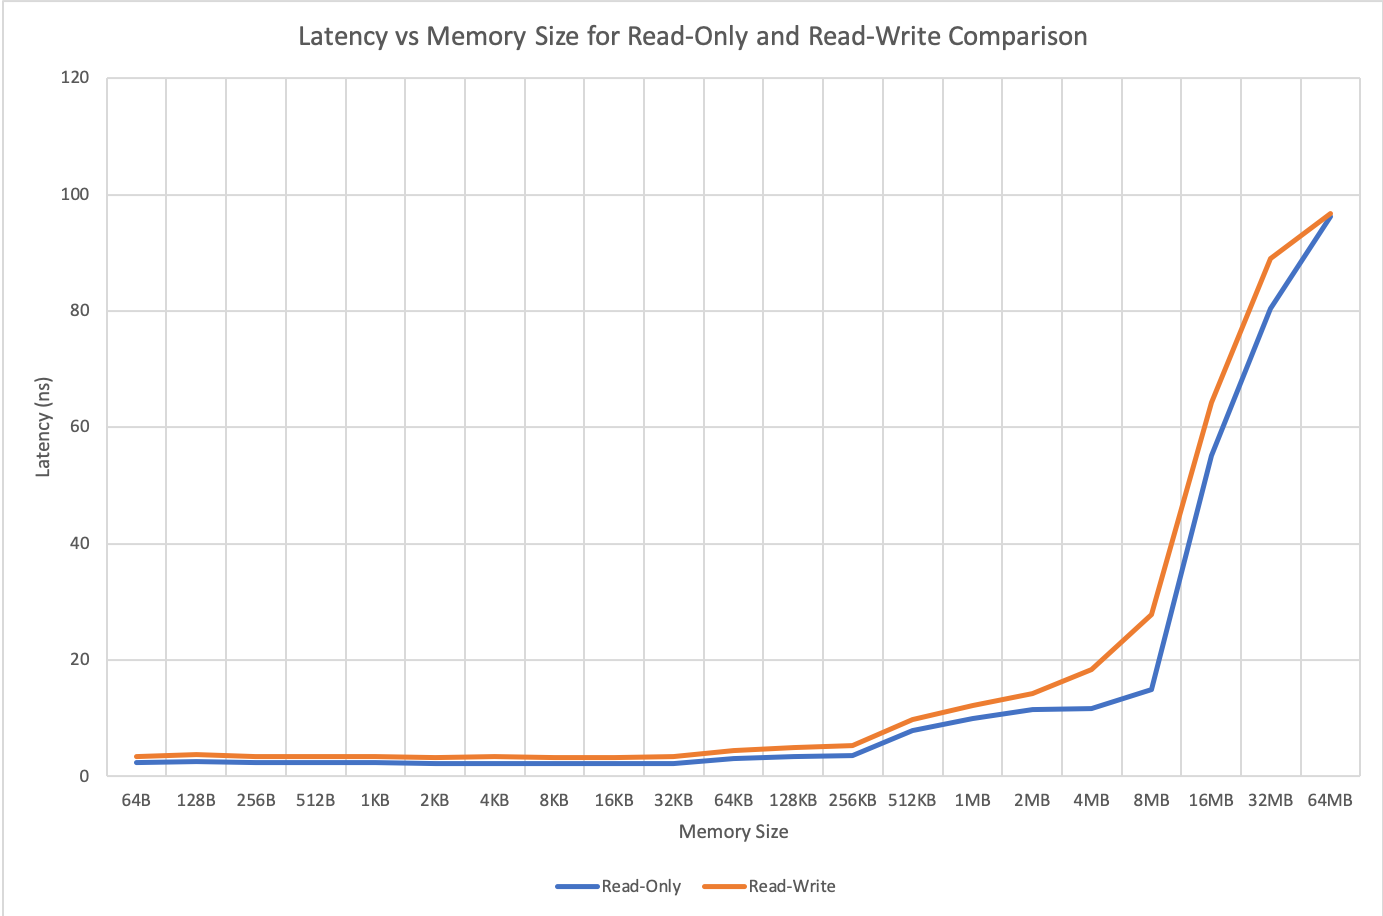 Latency vs Memory Size for Read-Only and Read-Write Comparison
120
100
80
60
40
20
0
Latency (ns)
64B 128B 256B 512B 1KB 2KB 4KB 8KB 16KB 32KB 64KB 128KB 256KB 512KB 1MB 2MB 4MB 8MB 16MB 32MB 64MB
Memory Size
Read-Only Read-Write